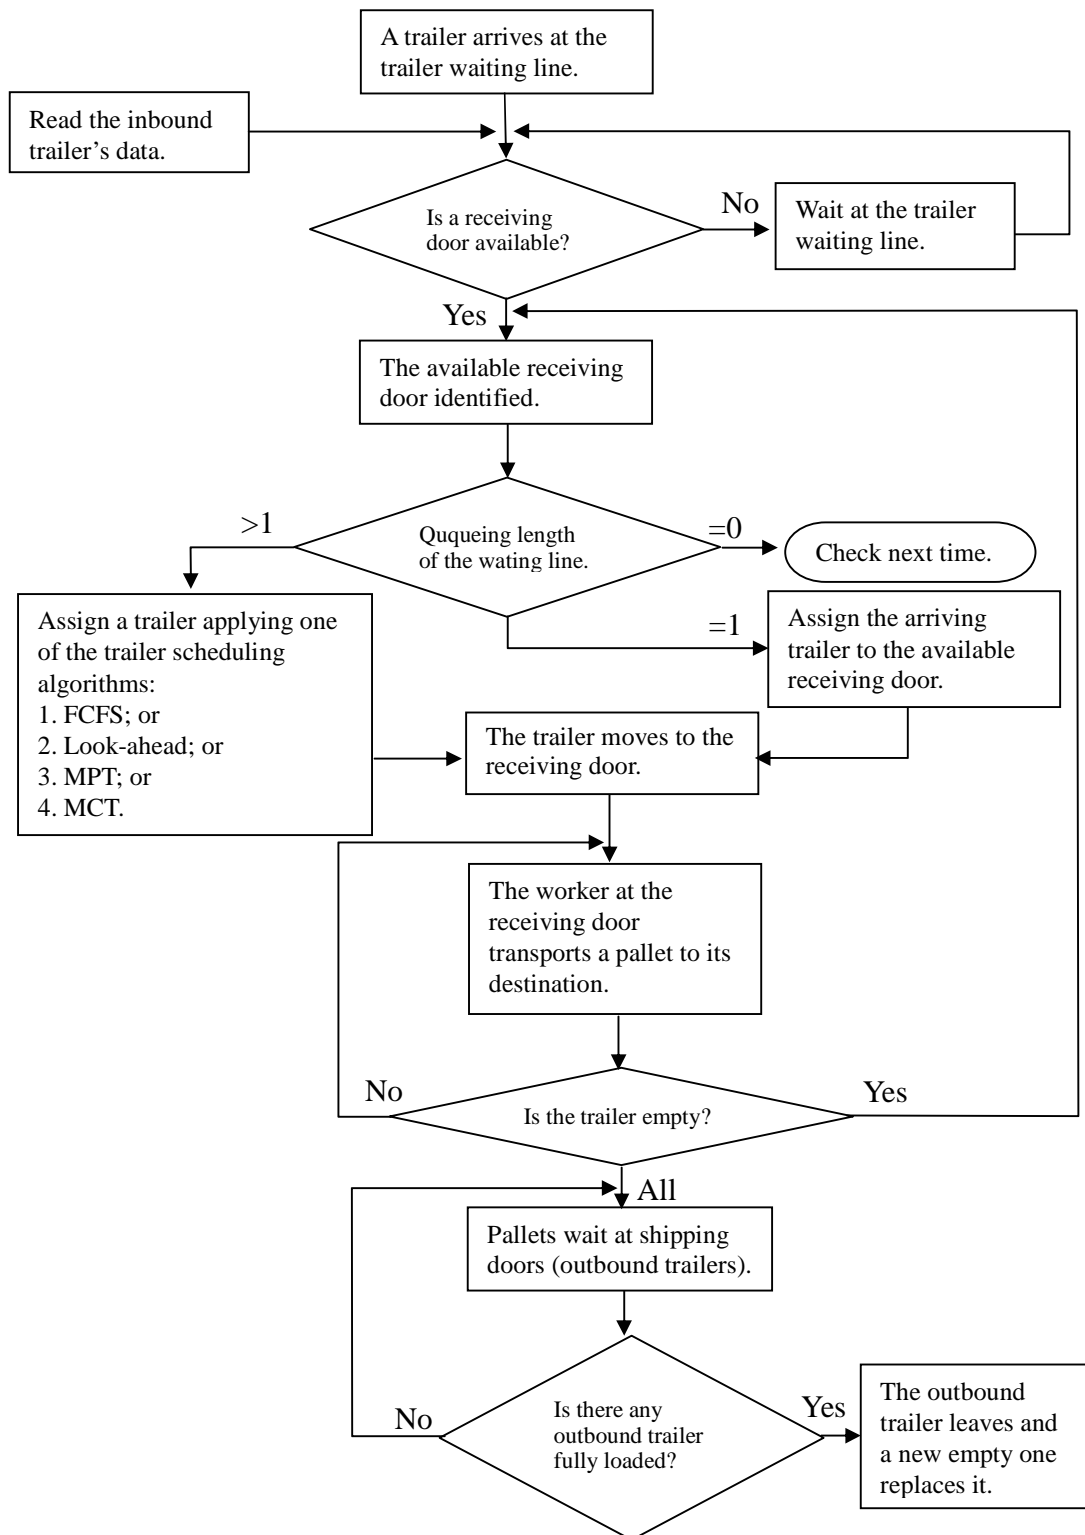 A trailer arrives at the
trailer waiting line.
Read the inbound
trailer’s data.
Is a receiving
door available?
No
Wait at the trailer
waiting line.
Yes
The available receiving
door identified.
>1
Ququeing length
of the wating line.
=0
Check next time.
Assign a trailer applying one
of the trailer scheduling
algorithms:
1. FCFS; or
2. Look-ahead; or
3. MPT; or
4. MCT.
=1
Assign the arriving
trailer to the available
receiving door.
The trailer moves to the
receiving door.
The worker at the
receiving door
transports a pallet to its
destination.
No
Is the trailer empty?
Yes
All
Pallets wait at shipping
doors (outbound trailers).
No
Is there any
outbound trailer
fully loaded?
Yes
The outbound
trailer leaves and
a new empty one
replaces it.